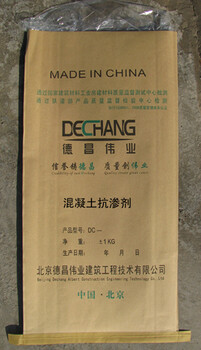 MADE IN CHINA
DECHANG
德昌伟业
信誉铸德昌 质量创伟业
混凝土抗渗剂
产品型号: DC—
净重: ±1KG
生产日期: 年 月 日
北京德昌伟业建筑工程技术有限公司
中国·北京